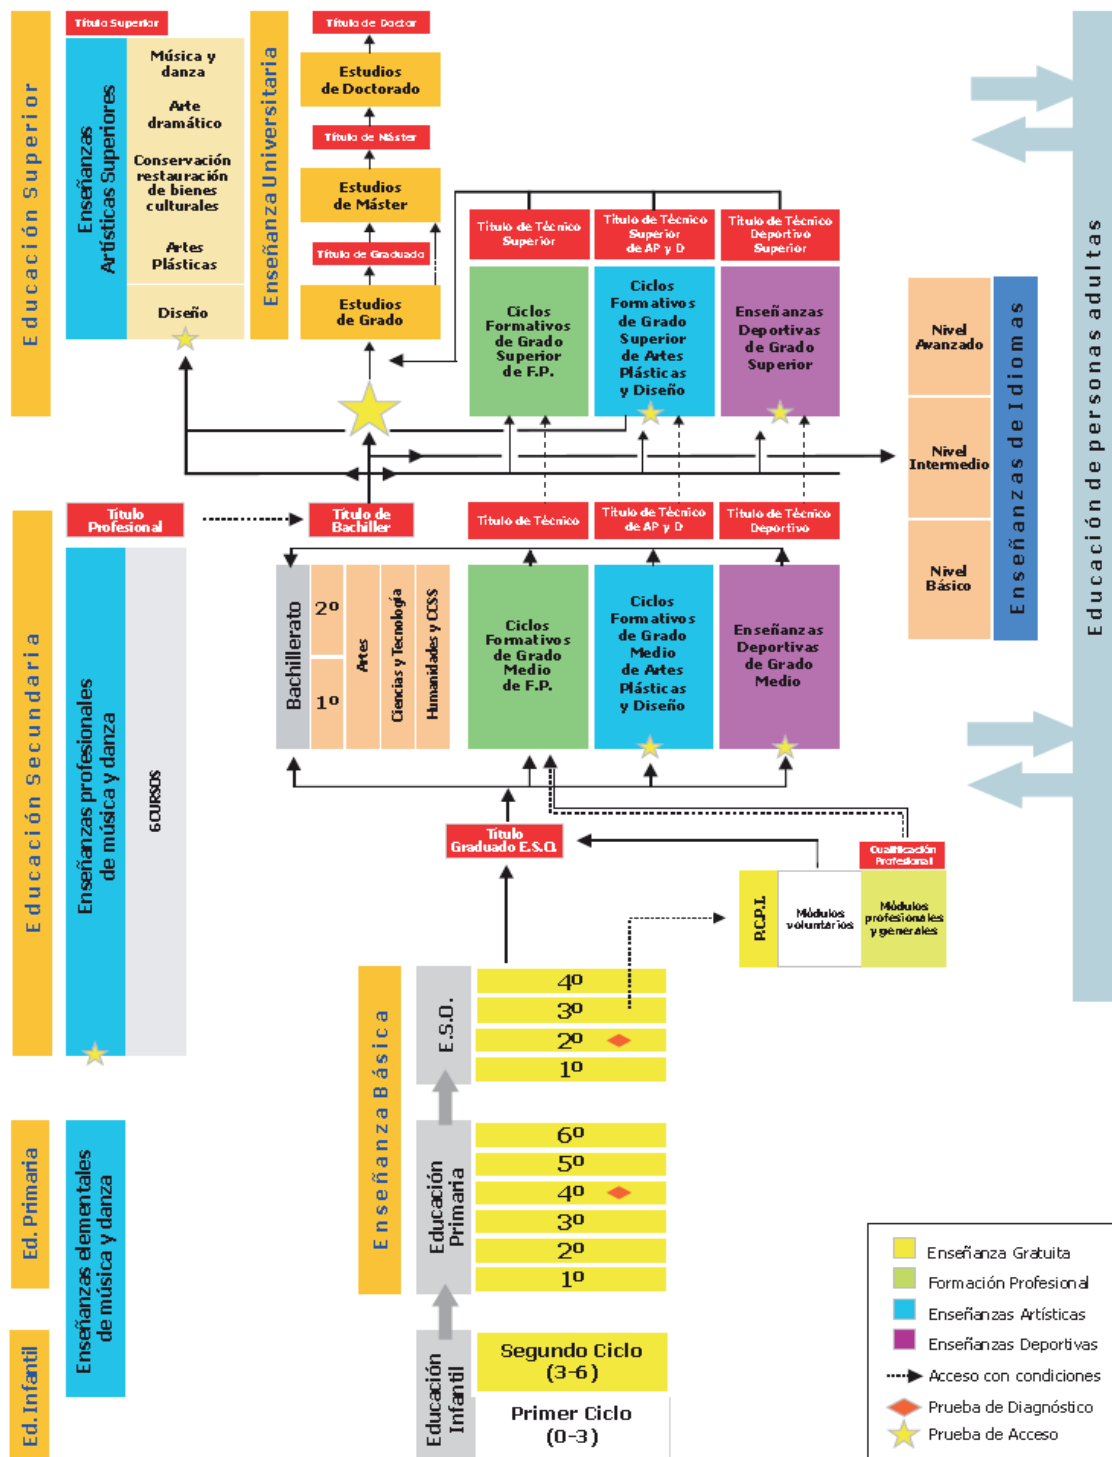 Educación Superior
Título Superior
Enseñanzas
Artísticas Superiores
Música y
danza
Arte
dramático
Conservación
restauración
de bienes
culturales
Artes
Plásticas
Diseño
Enseñanza Universitaria
Título de Doctor
Estudios
de Doctorado
Título de Máster
Estudios
de Máster
Título de Graduado
Estudios
de Grado
Título de Técnico
Superior
Título de Técnico
Superior
de AP y D
Título de Técnico
Deportivo
Superior
Ciclos
Formativos
de Grado
Superior
de F.P.
Ciclos
Formativos
de Grado
Superior
de Artes
Plásticas
y Diseño
Enseñanzas
Deportivas
de Grado
Superior
Nivel
Avanzado
Nivel
Intermedio
Nivel
Básico
Enseñanzas de Idiomas
Educación de personas adultas
Educación Secundaria
Título
Profesional
Enseñanzas profesionales
de música y danza
6CURSOS
Título de
Bachiller
Título de Técnico
Título de Técnico
de AP y D
Título de Técnico
Deportivo
Bachillerato
2º
1º
Artes
Ciencias y Tecnología
Humanidades y CCSS
Ciclos
Formativos
de Grado
Medio
de F.P.
Ciclos
Formativos
de Grado
Medio
de Artes
Plásticas
y Diseño
Enseñanzas
Deportivas
de Grado
Medio
Título
Graduado E.S.O.
Cualificación
Profesional
P.C.P.I.
Módulos
voluntarios
Módulos
profesionales
y generales
Enseñanza Básica
E.S.O.
4º
3º
2º
1º
Ed. Primaria
Enseñanzas elementales
de música y danza
Educación
Primaria
6º
5º
4º
3º
2º
1º
Ed. Infantil
Educación
Infantil
Segundo Ciclo
(3-6)
Primer Ciclo
(0-3)
Enseñanza Gratuita
Formación Profesional
Enseñanzas Artísticas
Enseñanzas Deportivas
Acceso con condiciones
Prueba de Diagnóstico
Prueba de Acceso